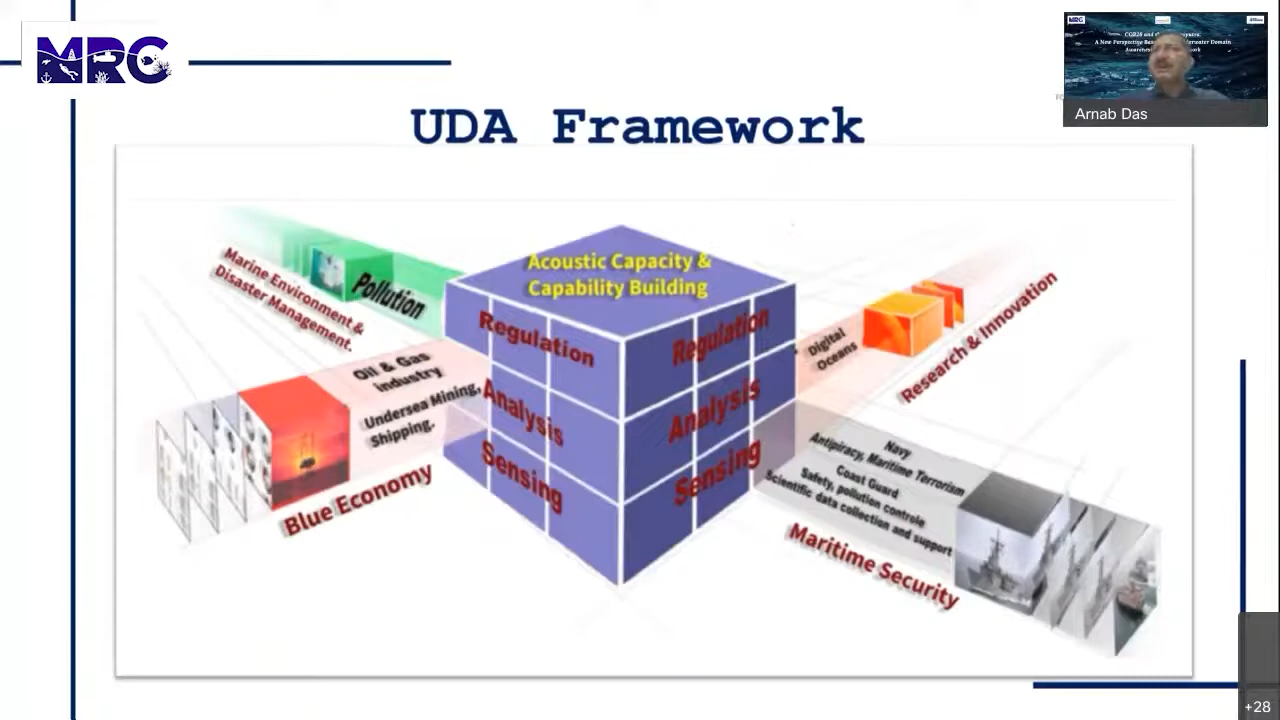 MRC
UDA Framework
Arnab Das
Acoustic Capacity &
Capability Building
Regulation
Analysis
Sensing
Regulation
Analysis
Sensing
Marine Environment &
Disaster Management.
Pollution
Oil & Gas
industry
Undersea Mining,
Shipping.
Blue Economy
Digital
Oceans
Research & Innovation
Navy
Antipiracy, Maritime Terrorism
Coast Guard
Safety, pollution controle
Scientific data collection and support
Maritime Security
+28